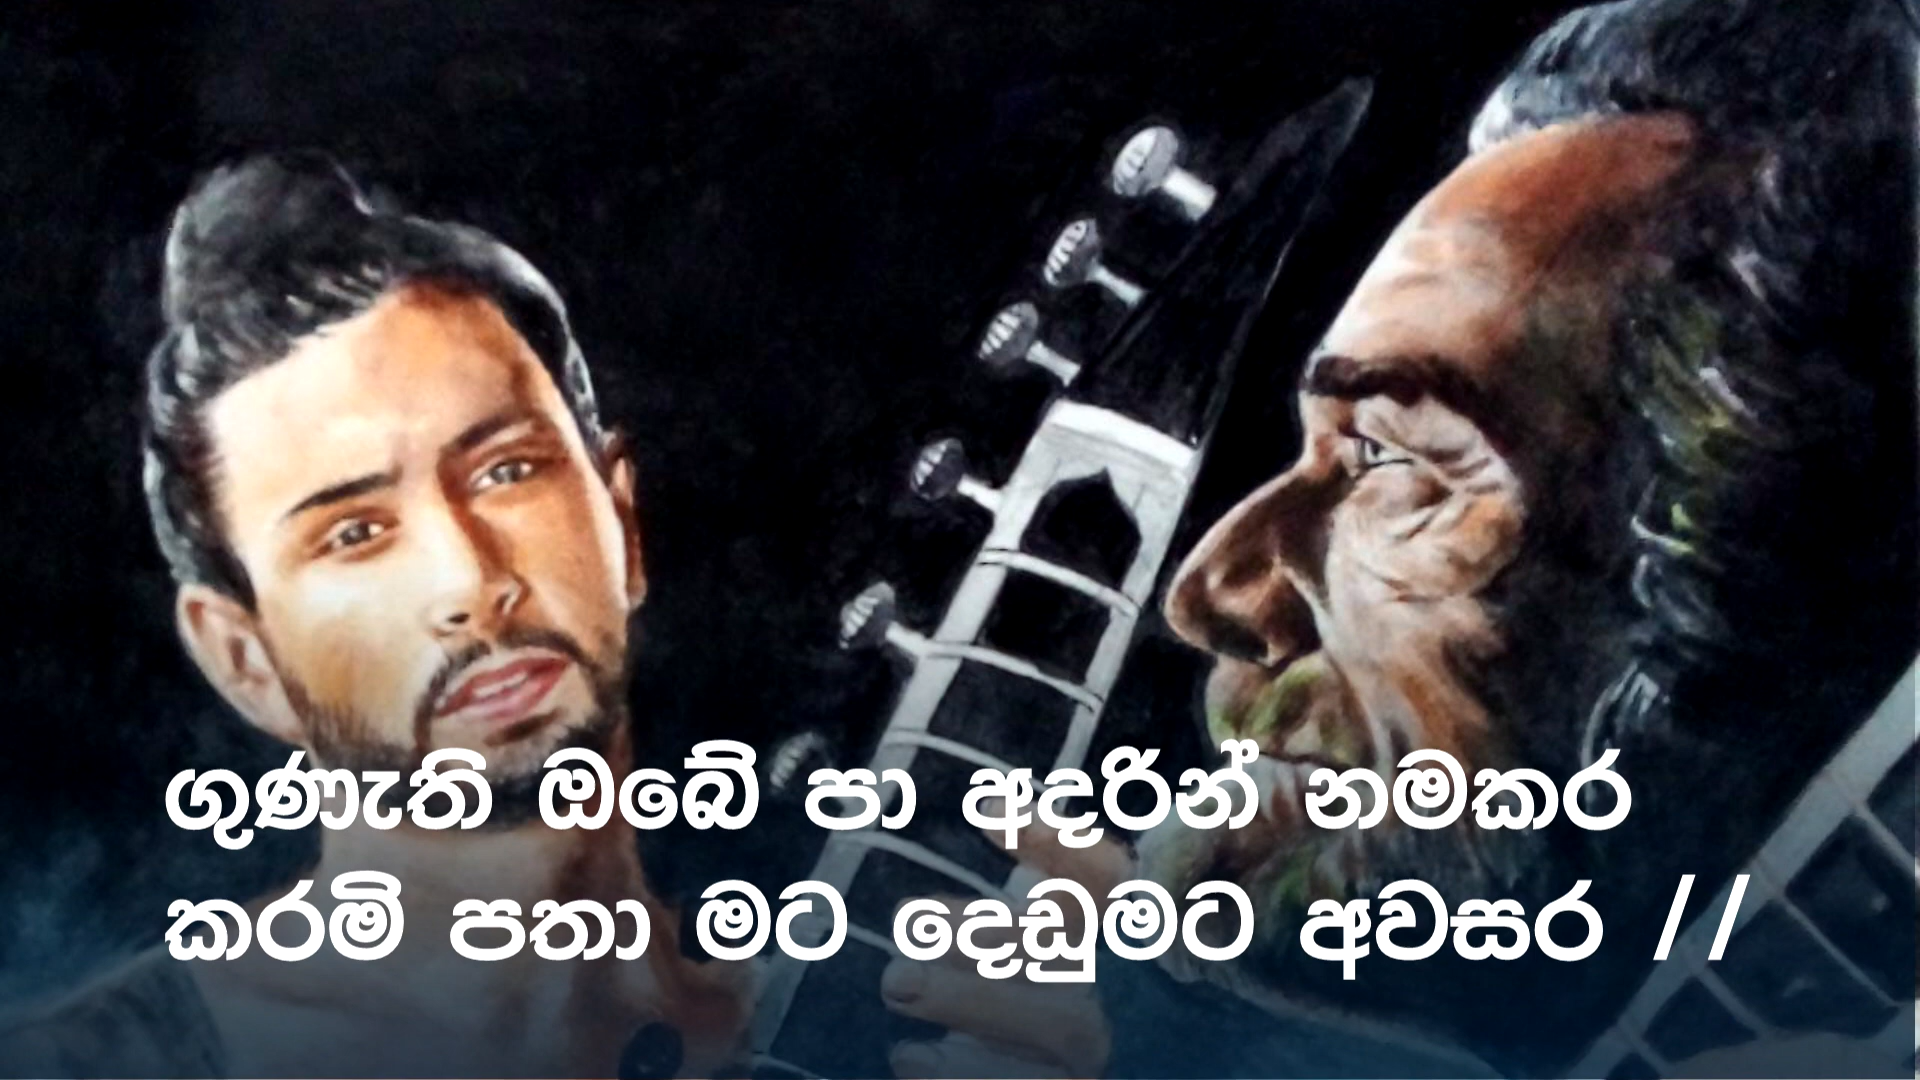 ගුණැති ඔබේ පා අදරින් නමකර
කරමි පතා මට දෙඩුමට අවසර //